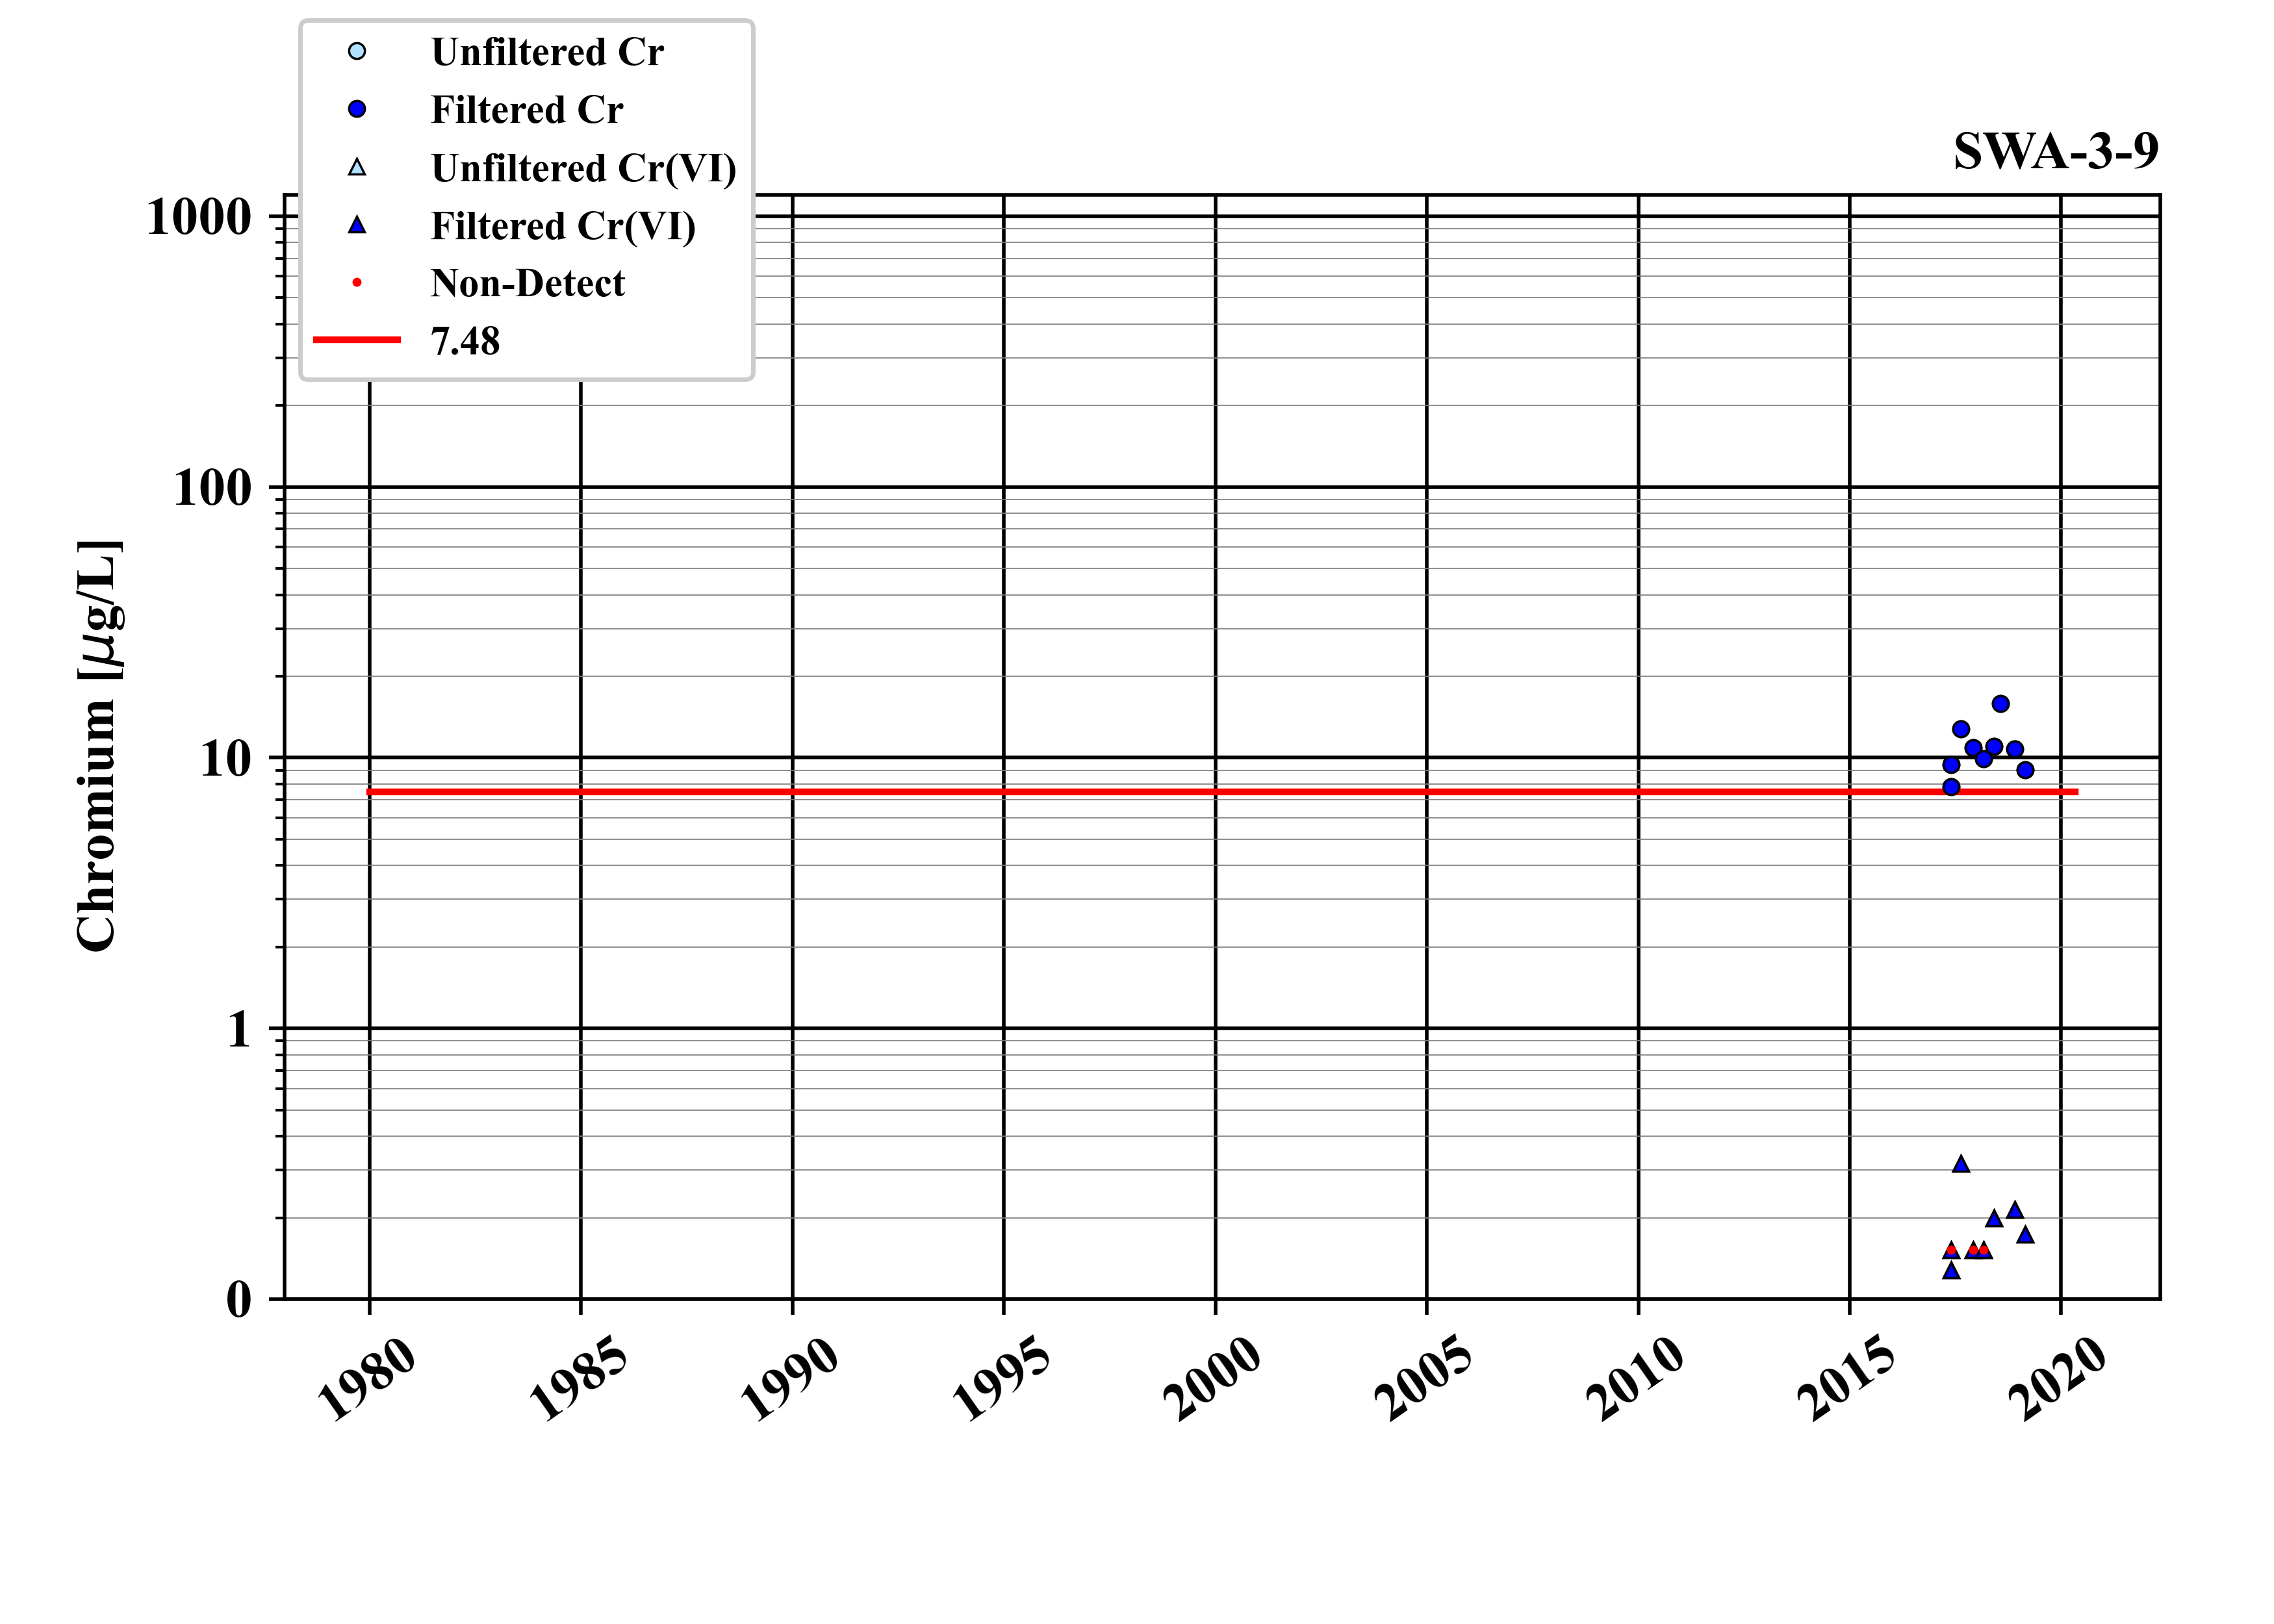 Unfiltered Cr
Filtered Cr
Unfiltered Cr(VI)
Filtered Cr(VI)
Non-Detect
7.48
SWA-3-9
1000
100
10
1
0
Chromium [μg/L]
1980
1985
1990
1995
2000
2005
2010
2015
2020